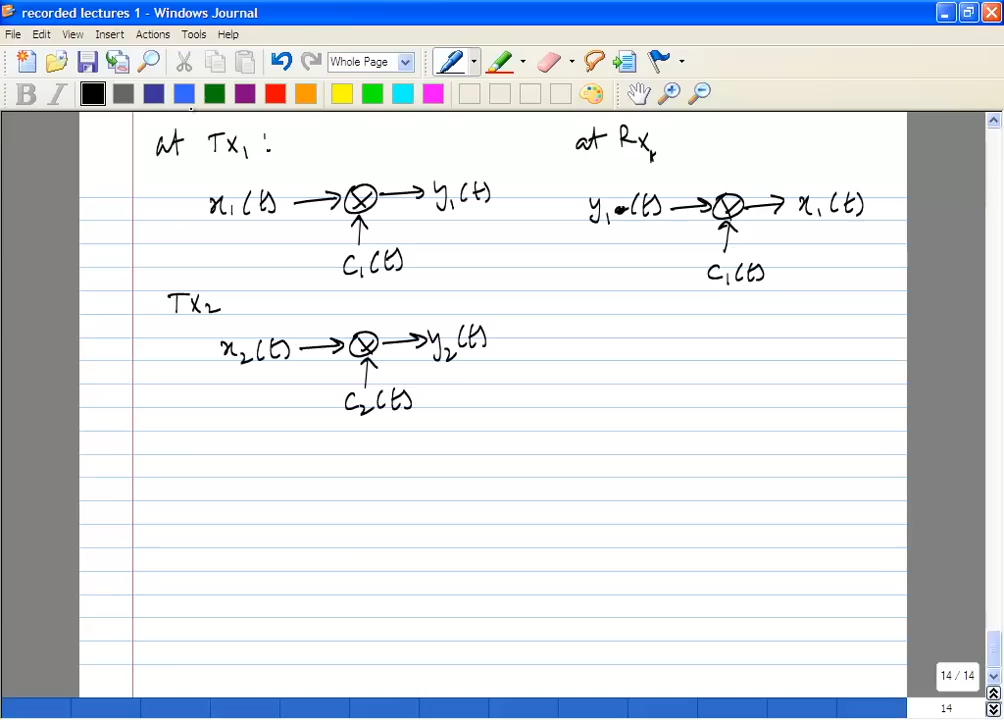 recorded lectures 1 - Windows Journal
File Edit View Insert Actions Tools Help
Whole Page
B I
at Tx₁ :
x₁(t) → ⊗ → y₁(t)
↑
c₁(t)
Tx₂
x₂(t) → ⊗ → y₂(t)
↑
c₂(t)
at Rx₁
y₁(t) → ⊗ → x₁(t)
↑
c₁(t)
14 / 14
14